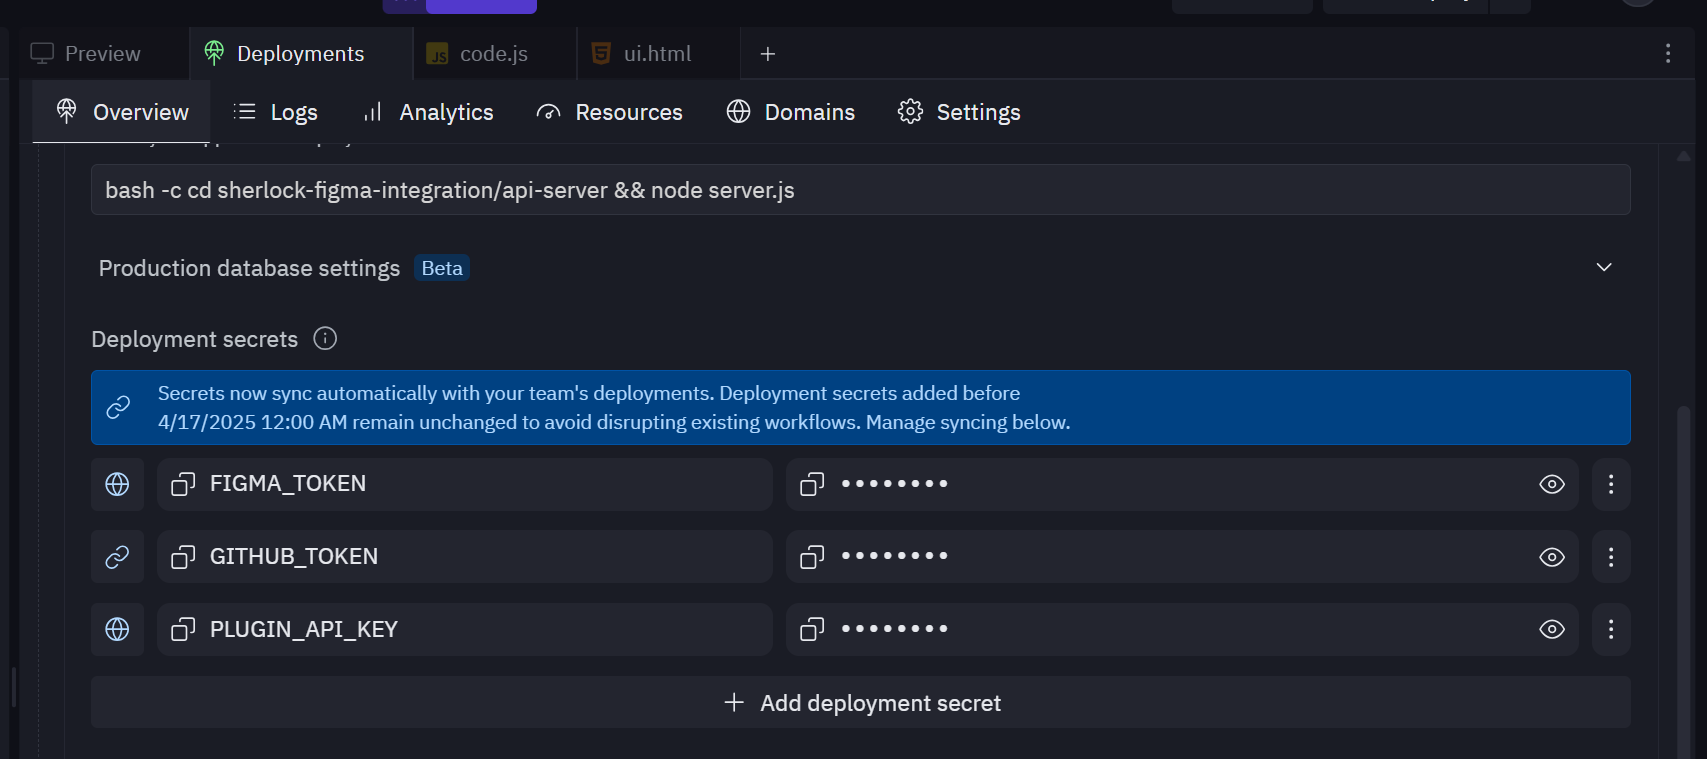 Preview
Deployments
code.js
ui.html
Overview
Logs
Analytics
Resources
Domains
Settings
bash -c cd sherlock-figma-integration/api-server && node server.js
Production database settings Beta
Deployment secrets
Secrets now sync automatically with your team's deployments. Deployment secrets added before
4/17/2025 12:00 AM remain unchanged to avoid disrupting existing workflows. Manage syncing below.
FIGMA_TOKEN ••••••••
GITHUB_TOKEN ••••••••
PLUGIN_API_KEY ••••••••
Add deployment secret